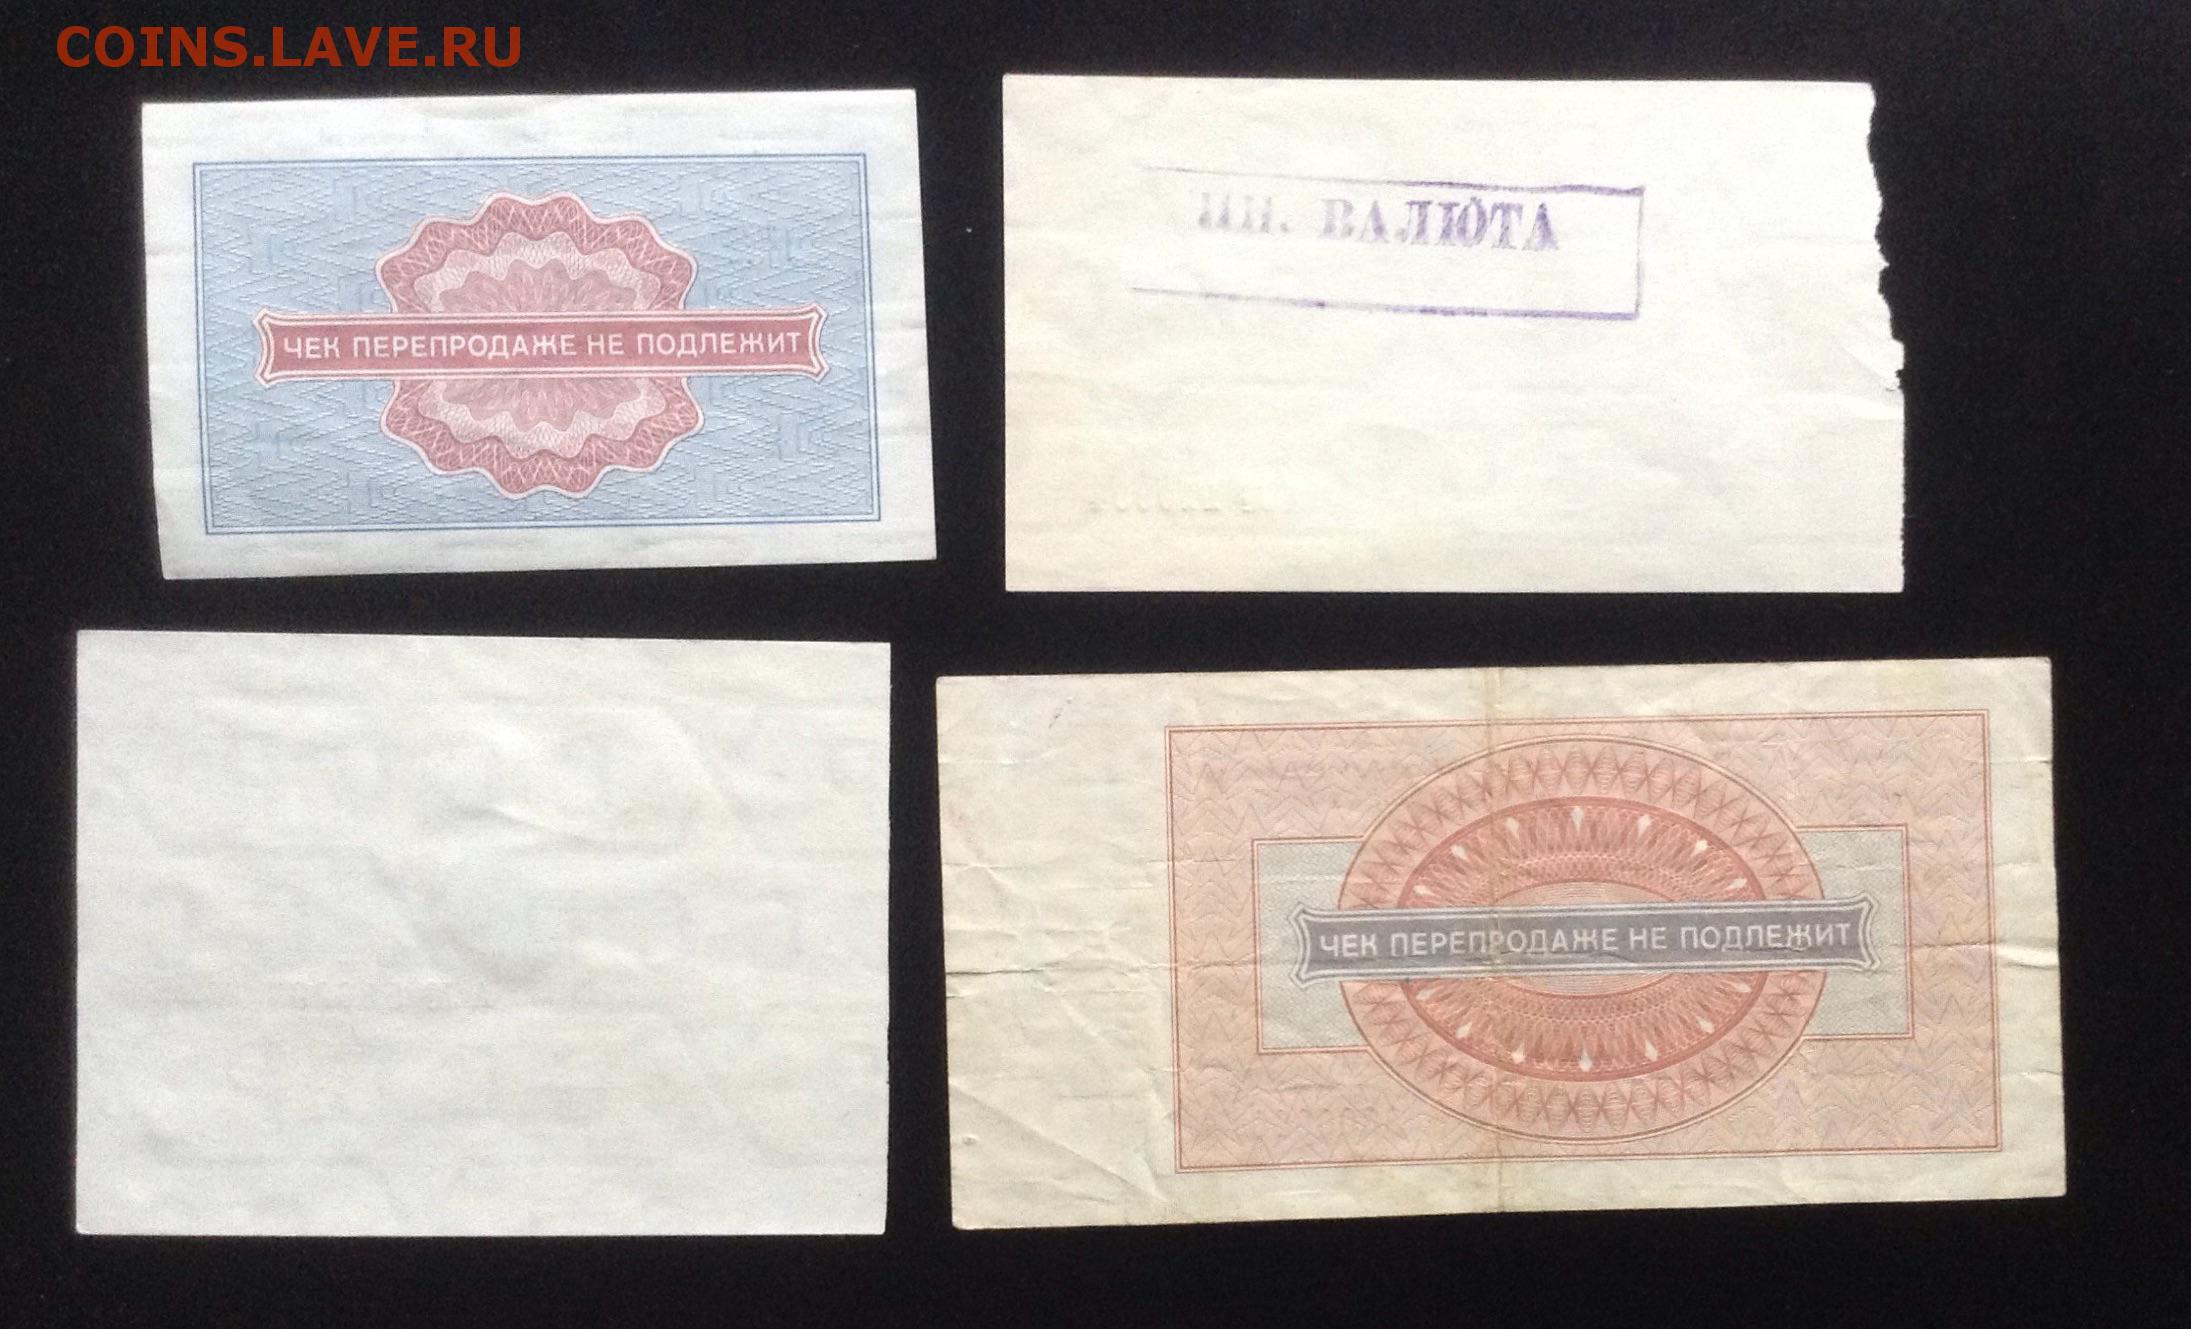 COINS.LAVE.RU
ИН. ВАЛЮТА
ЧЕК ПЕРЕПРОДАЖЕ НЕ ПОДЛЕЖИТ
ЧЕК ПЕРЕПРОДАЖЕ НЕ ПОДЛЕЖИТ